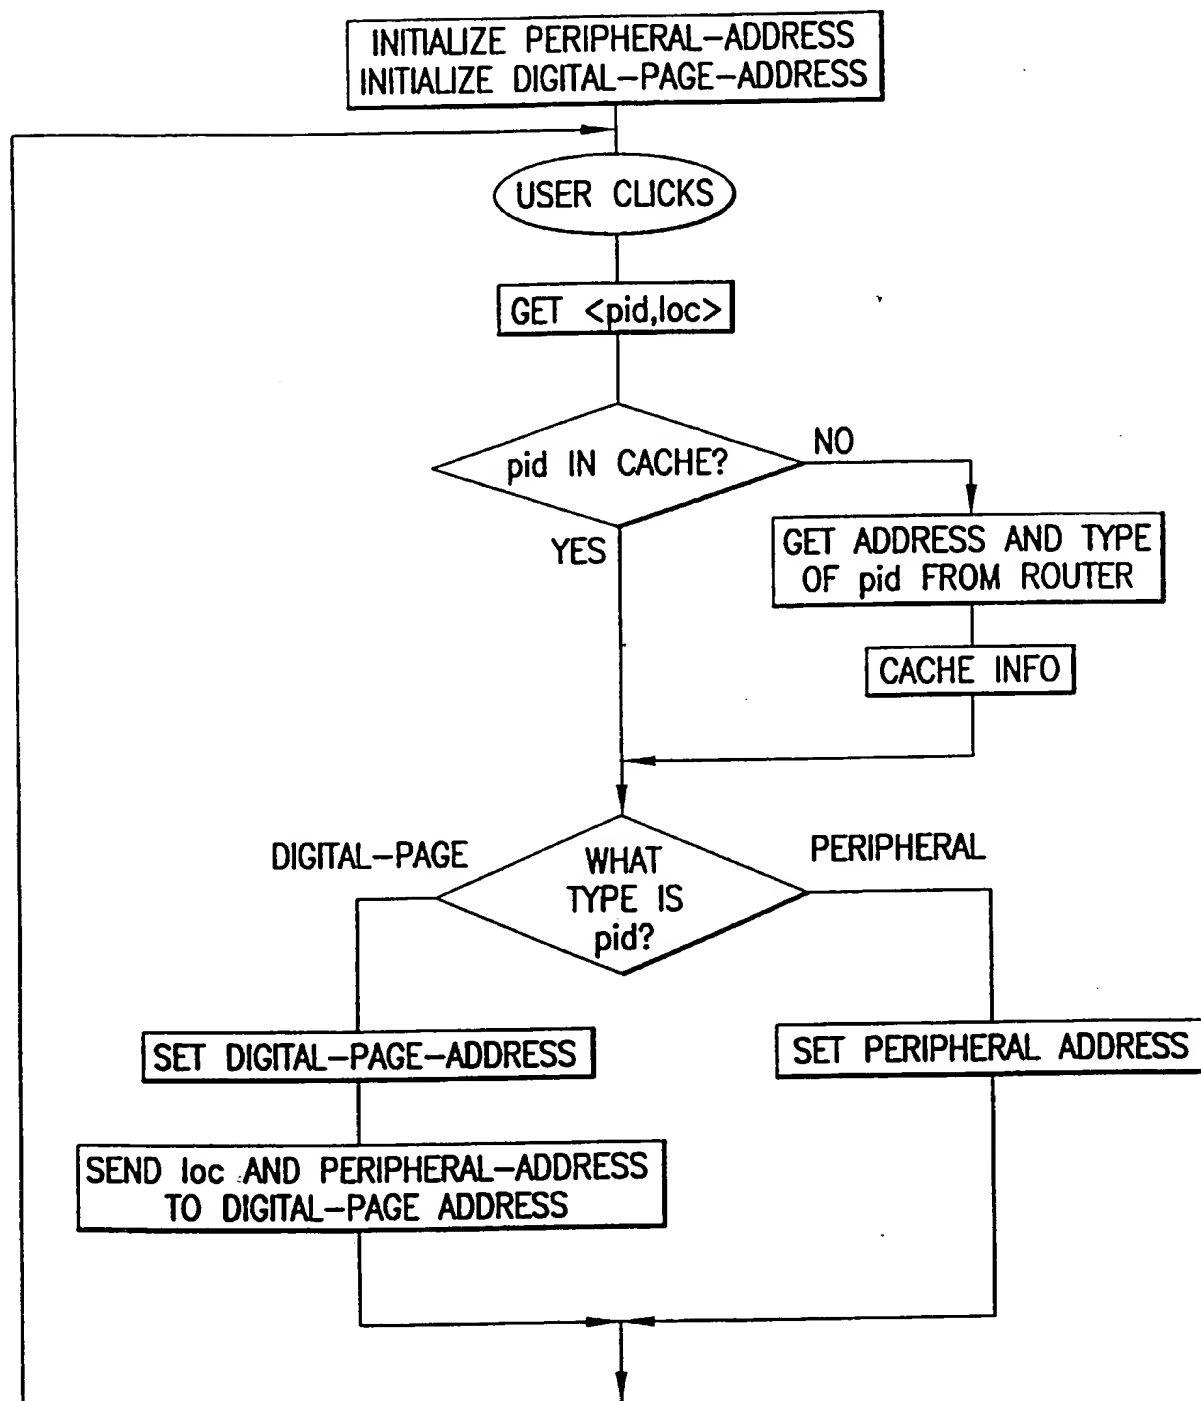 INITIALIZE PERIPHERAL-ADDRESS
INITIALIZE DIGITAL-PAGE-ADDRESS
USER CLICKS
GET <pid,loc>
pid IN CACHE?
NO
YES
GET ADDRESS AND TYPE
OF pid FROM ROUTER
CACHE INFO
WHAT
TYPE IS
pid?
DIGITAL-PAGE
PERIPHERAL
SET DIGITAL-PAGE-ADDRESS
SET PERIPHERAL ADDRESS
SEND loc AND PERIPHERAL-ADDRESS
TO DIGITAL-PAGE ADDRESS